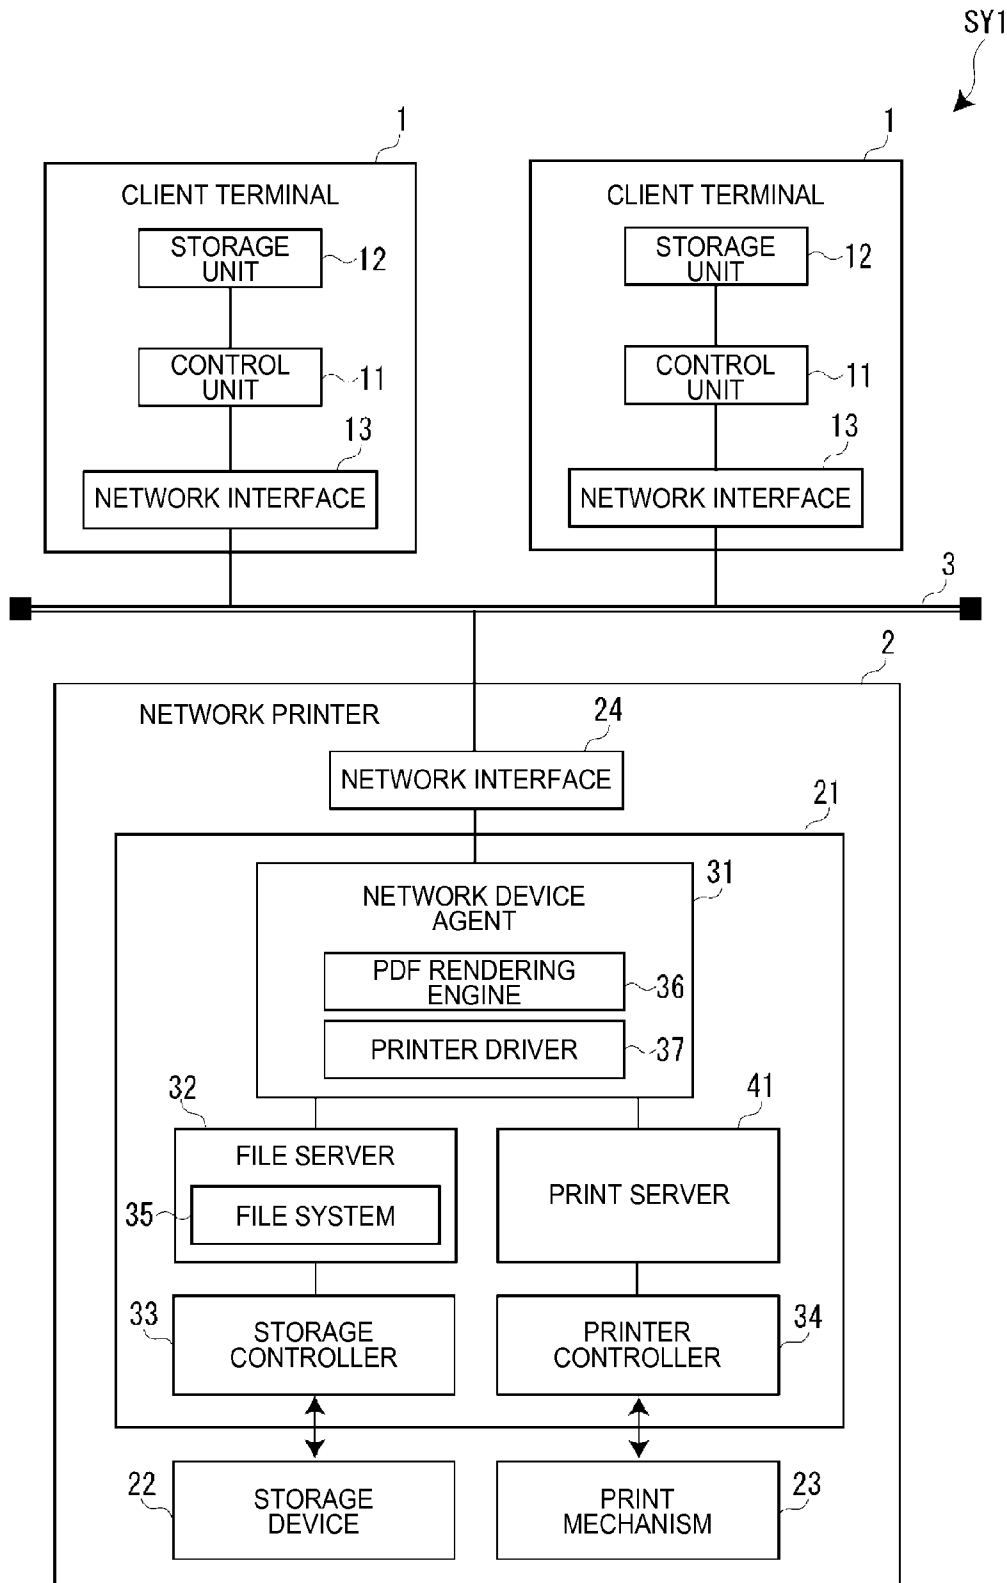 SY1
1
1
CLIENT TERMINAL
CLIENT TERMINAL
STORAGE
UNIT
12
STORAGE
UNIT
12
CONTROL
UNIT
11
CONTROL
UNIT
11
13
13
NETWORK INTERFACE
NETWORK INTERFACE
3
2
NETWORK PRINTER
24
NETWORK INTERFACE
21
31
NETWORK DEVICE
AGENT
PDF RENDERING
ENGINE
36
PRINTER DRIVER
37
32
41
FILE SERVER
PRINT SERVER
35
FILE SYSTEM
33
STORAGE
CONTROLLER
PRINTER
CONTROLLER
34
22
STORAGE
DEVICE
PRINT
MECHANISM
23